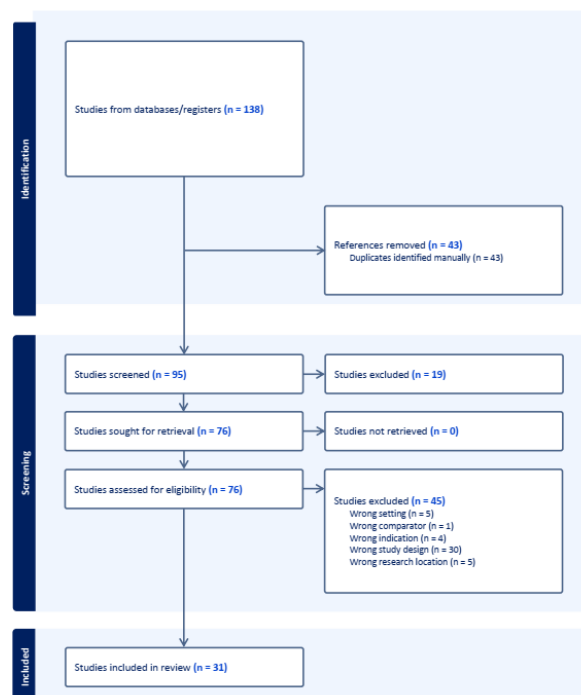 Identification
Studies from databases/registers (n = 138)
References removed (n = 43)
Duplicates identified manually (n = 43)
Screening
Studies screened (n = 95)
Studies excluded (n = 19)
Studies sought for retrieval (n = 76)
Studies not retrieved (n = 0)
Studies assessed for eligibility (n = 76)
Studies excluded (n = 45)
Wrong setting (n = 5)
Wrong comparator (n = 1)
Wrong indication (n = 4)
Wrong study design (n = 30)
Wrong research location (n = 5)
Included
Studies included in review (n = 31)